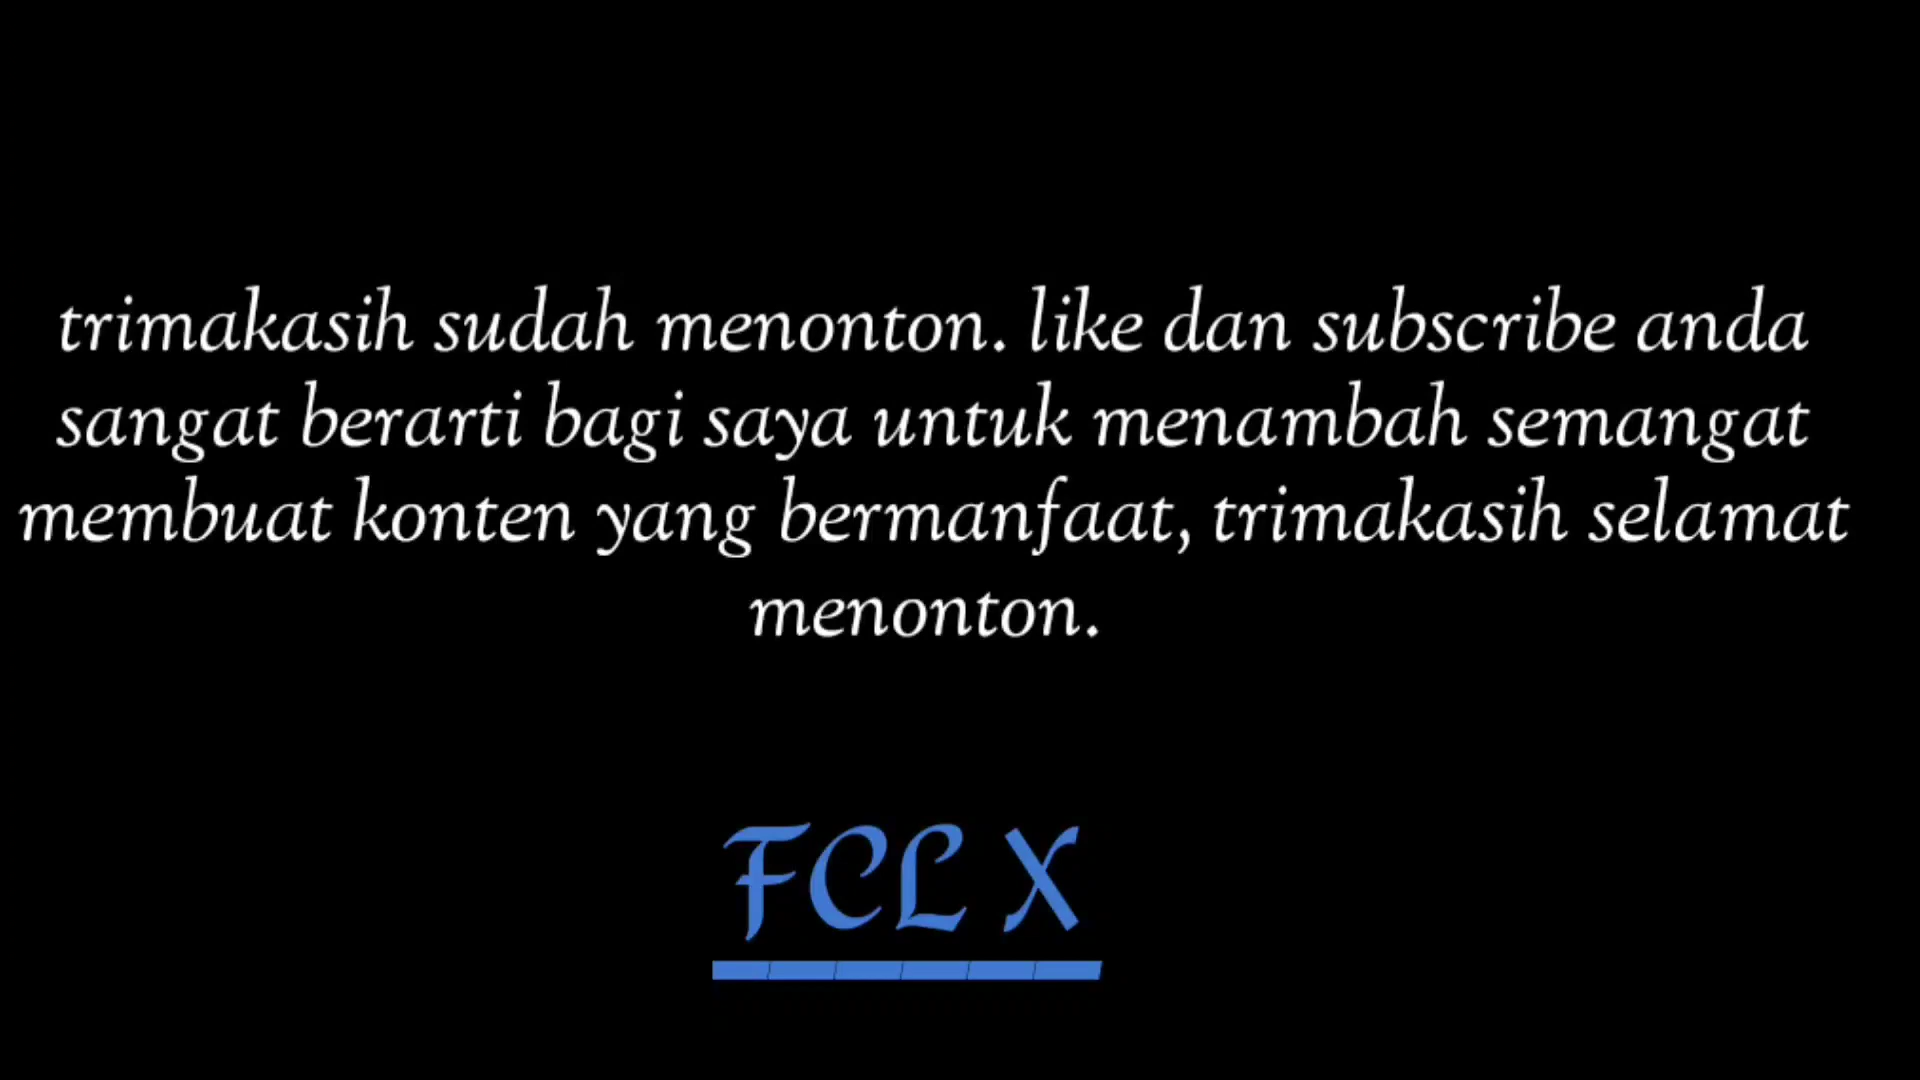 trimakasih sudah menonton. like dan subscribe anda
sangat berarti bagi saya untuk menambah semangat
membuat konten yang bermanfaat, trimakasih selamat
menonton.
FCL X